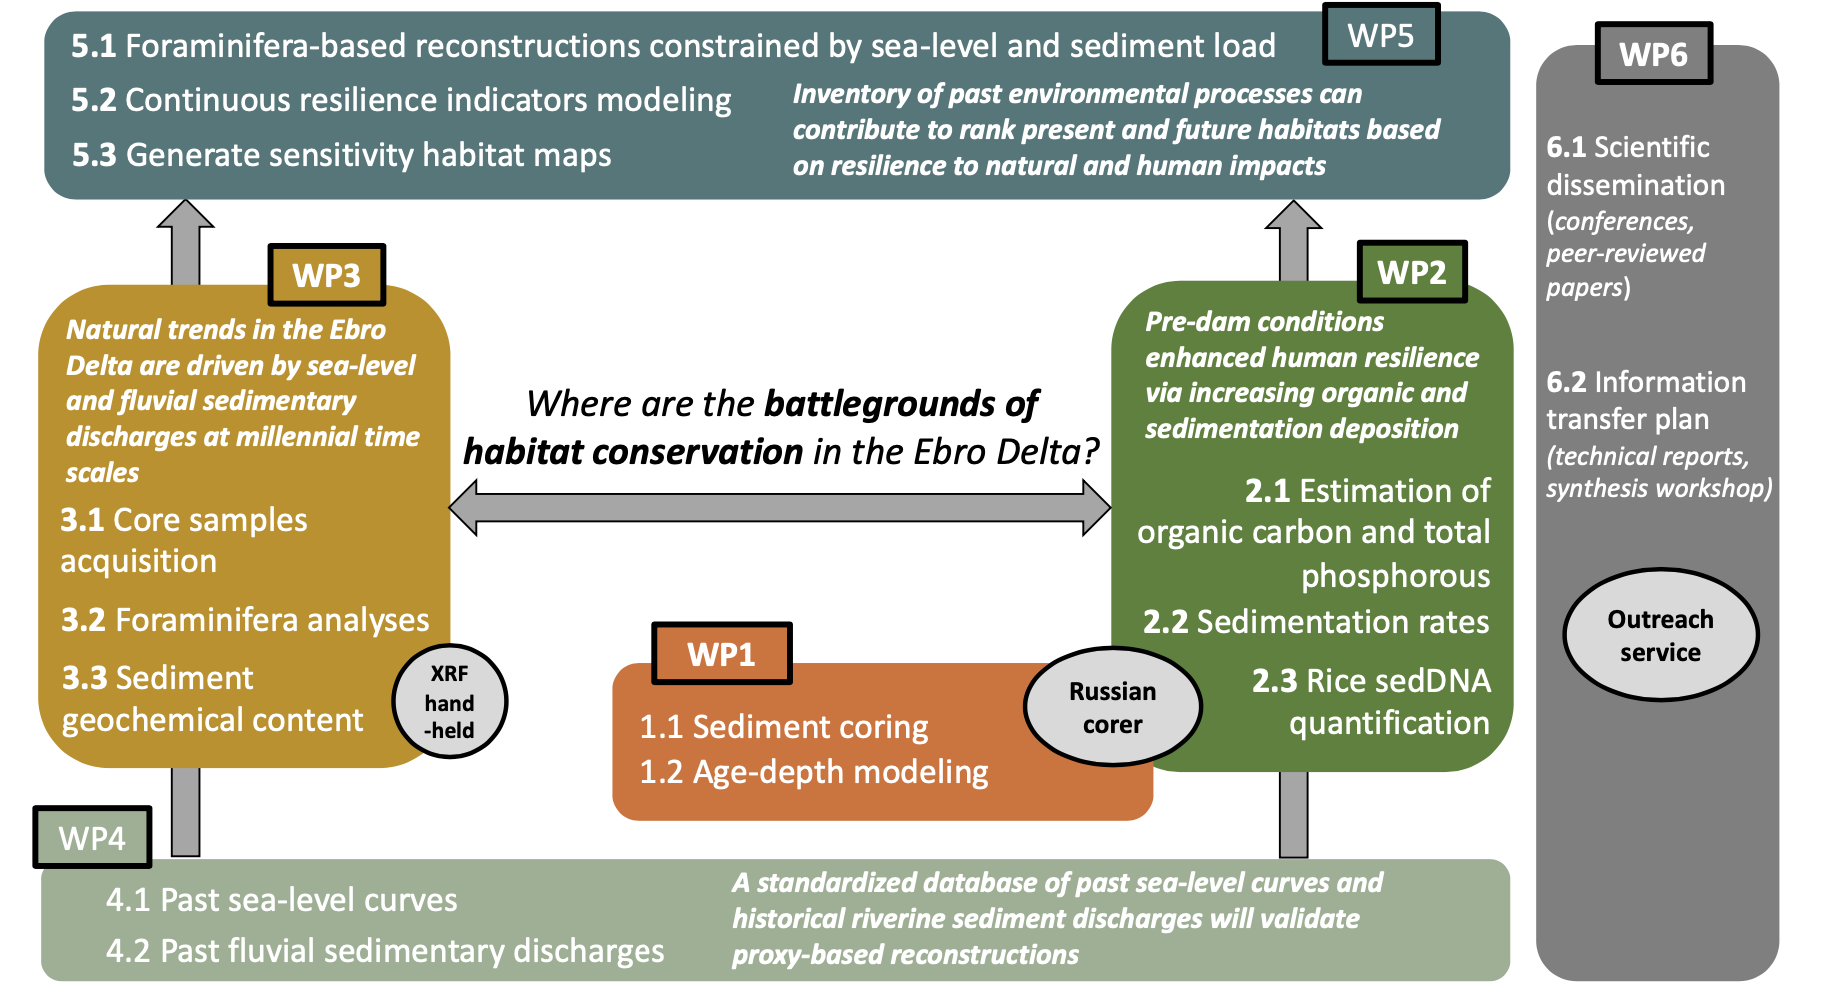 WP5
5.1 Foraminifera-based reconstructions constrained by sea-level and sediment load
5.2 Continuous resilience indicators modeling
5.3 Generate sensitivity habitat maps
Inventory of past environmental processes can
contribute to rank present and future habitats based
on resilience to natural and human impacts
WP3
Natural trends in the Ebro
Delta are driven by sea-level
and fluvial sedimentary
discharges at millennial time
scales
3.1 Core samples
acquisition
3.2 Foraminifera analyses
3.3 Sediment
geochemical content
XRF
hand
-held
Where are the battlegrounds of
habitat conservation in the Ebro Delta?
WP2
Pre-dam conditions
enhanced human resilience
via increasing organic and
sedimentation deposition
2.1 Estimation of
organic carbon and total
phosphorous
2.2 Sedimentation rates
2.3 Rice sedDNA
quantification
WP1
1.1 Sediment coring
1.2 Age-depth modeling
Russian
corer
WP4
4.1 Past sea-level curves
4.2 Past fluvial sedimentary discharges
A standardized database of past sea-level curves and
historical riverine sediment discharges will validate
proxy-based reconstructions
WP6
6.1 Scientific
dissemination
(conferences,
peer-reviewed
papers)
6.2 Information
transfer plan
(technical reports,
synthesis workshop)
Outreach
service